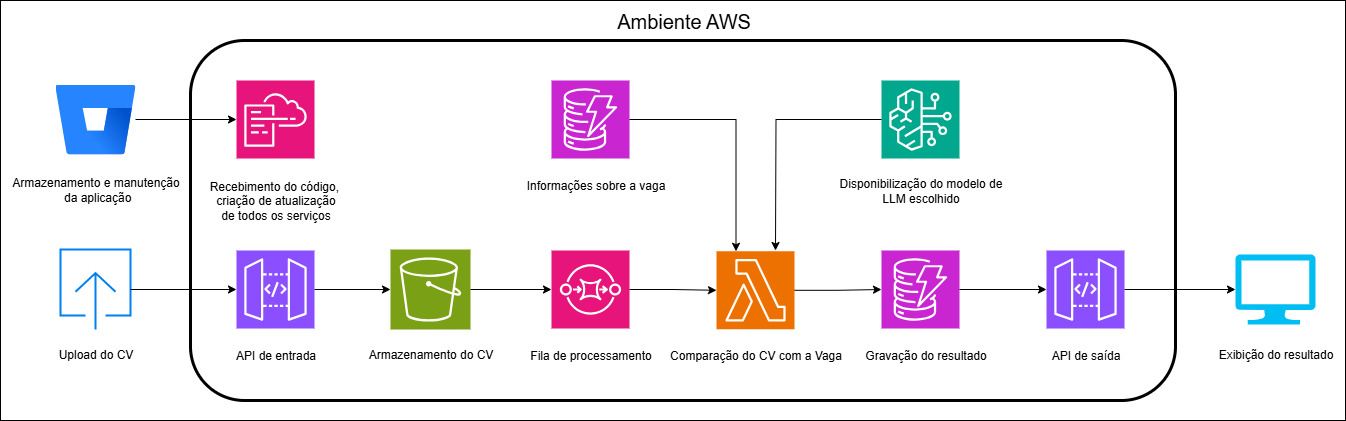 Ambiente AWS
Armazenamento e manutenção
da aplicação
Recebimento do código,
criação de atualização
de todos os serviços
Informações sobre a vaga
Disponibilização do modelo de
LLM escolhido
Upload do CV
API de entrada
Armazenamento do CV
Fila de processamento
Comparação do CV com a Vaga
Gravação do resultado
API de saída
Exibição do resultado